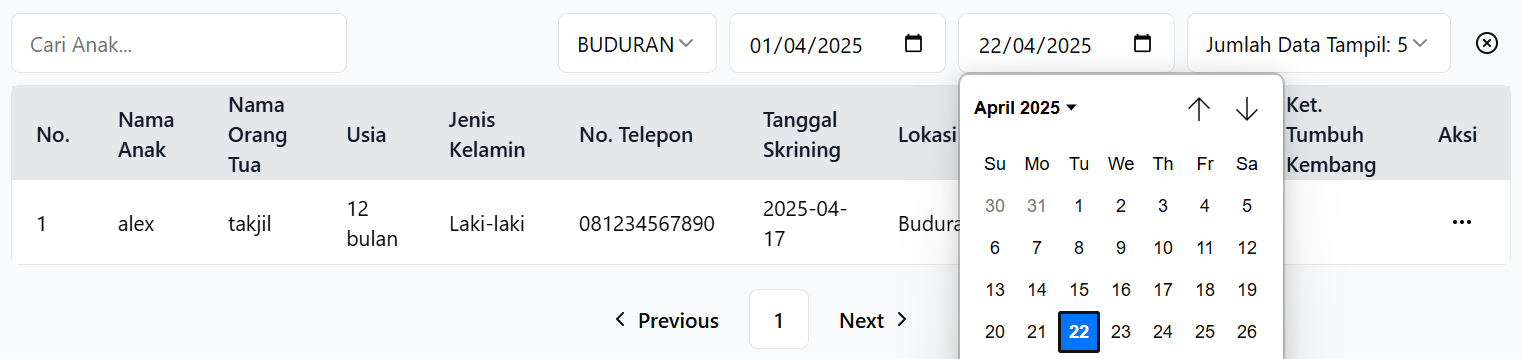 Cari Anak...
BUDURAN
01/04/2025
22/04/2025
Jumlah Data Tampil: 5
No.
Nama
Anak
Nama
Orang
Tua
Usia
Jenis
Kelamin
No. Telepon
Tanggal
Skrining
Lokasi
Ket.
Tumbuh
Kembang
Aksi
1
alex
takjil
12
bulan
Laki-laki
081234567890
2025-04-
17
Budura
...
April 2025
Su Mo Tu We Th Fr Sa
30 31 1 2 3 4 5
6 7 8 9 10 11 12
13 14 15 16 17 18 19
20 21 22 23 24 25 26
Previous
1
Next